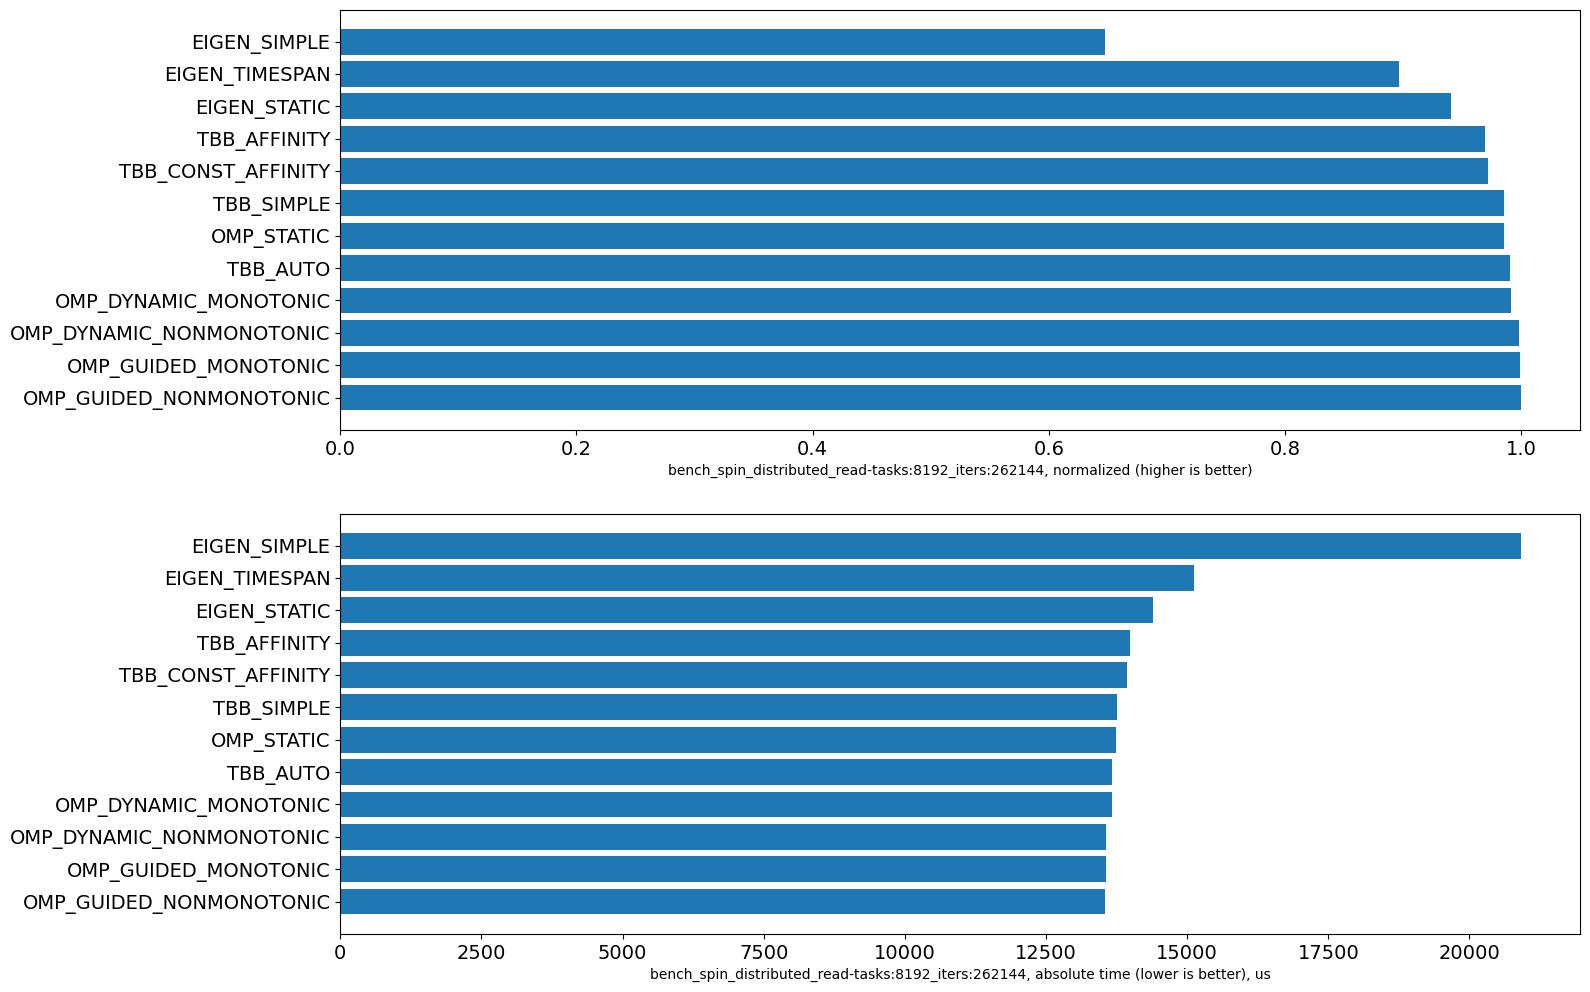 EIGEN_SIMPLE
EIGEN_TIMESPAN
EIGEN_STATIC
TBB_AFFINITY
TBB_CONST_AFFINITY
TBB_SIMPLE
OMP_STATIC
TBB_AUTO
OMP_DYNAMIC_MONOTONIC
OMP_DYNAMIC_NONMONOTONIC
OMP_GUIDED_MONOTONIC
OMP_GUIDED_NONMONOTONIC
0.0 0.2 0.4 0.6 0.8 1.0
bench_spin_distributed_read-tasks:8192_iters:262144, normalized (higher is better)
EIGEN_SIMPLE
EIGEN_TIMESPAN
EIGEN_STATIC
TBB_AFFINITY
TBB_CONST_AFFINITY
TBB_SIMPLE
OMP_STATIC
TBB_AUTO
OMP_DYNAMIC_MONOTONIC
OMP_DYNAMIC_NONMONOTONIC
OMP_GUIDED_MONOTONIC
OMP_GUIDED_NONMONOTONIC
0 2500 5000 7500 10000 12500 15000 17500 20000
bench_spin_distributed_read-tasks:8192_iters:262144, absolute time (lower is better), us